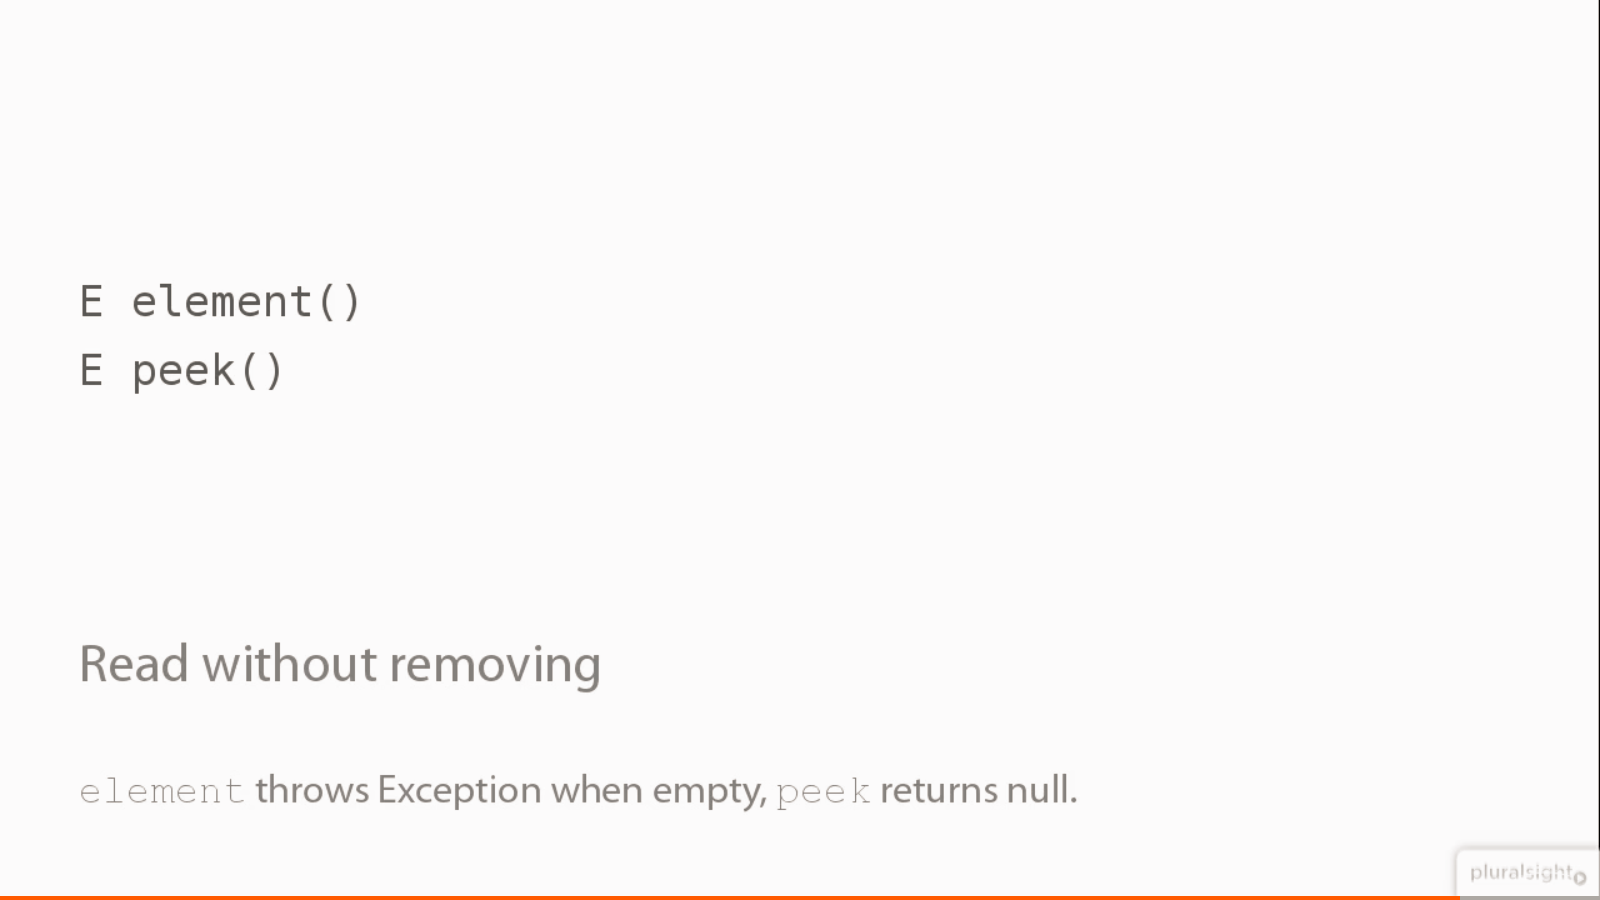 E element()
E peek()
Read without removing
element throws Exception when empty, peek returns null.
pluralsight